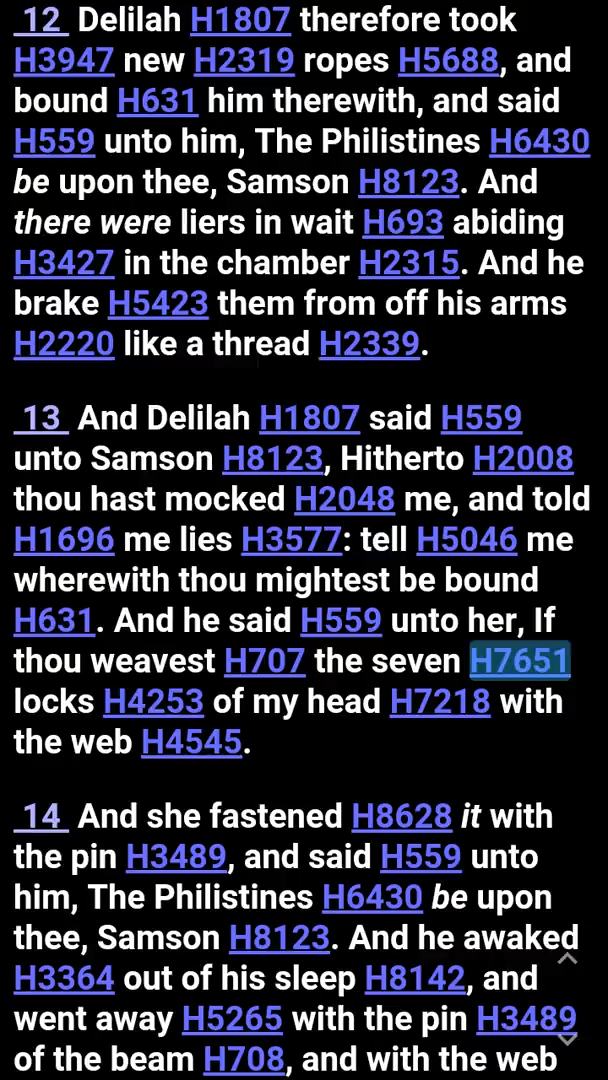 12 Delilah H1807 therefore took
H3947 new H2319 ropes H5688, and
bound H631 him therewith, and said
H559 unto him, The Philistines H6430
be upon thee, Samson H8123. And
there were liers in wait H693 abiding
H3427 in the chamber H2315. And he
brake H5423 them from off his arms
H2220 like a thread H2339.
13 And Delilah H1807 said H559
unto Samson H8123, Hitherto H2008
thou hast mocked H2048 me, and told
H1696 me lies H3577: tell H5046 me
wherewith thou mightest be bound
H631. And he said H559 unto her, If
thou weavest H707 the seven H7651
locks H4253 of my head H7218 with
the web H4545.
14 And she fastened H8628 it with
the pin H3489, and said H559 unto
him, The Philistines H6430 be upon
thee, Samson H8123. And he awaked
H3364 out of his sleep H8142, and
went away H5265 with the pin H3489
of the beam H708, and with the web